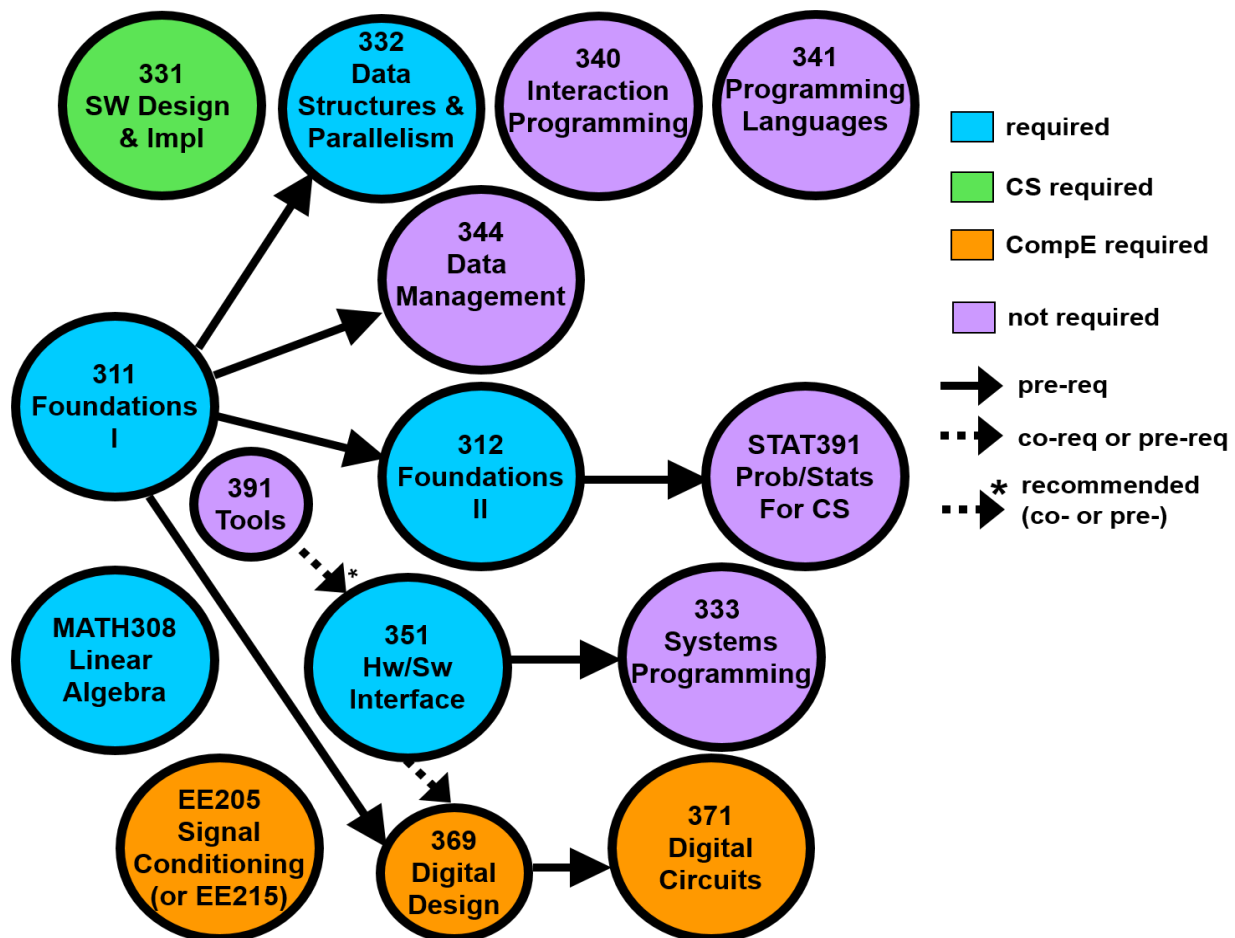 331
SW Design
& Impl
332
Data
Structures &
Parallelism
340
Interaction
Programming
341
Programming
Languages
344
Data
Management
311
Foundations
I
391
Tools
312
Foundations
II
STAT391
Prob/Stats
For CS
MATH308
Linear
Algebra
*
351
Hw/Sw
Interface
333
Systems
Programming
EE205
Signal
Conditioning
(or EE215)
369
Digital
Design
371
Digital
Circuits
required
CS required
CompE required
not required
pre-req
co-req or pre-req
* recommended
(co- or pre-)